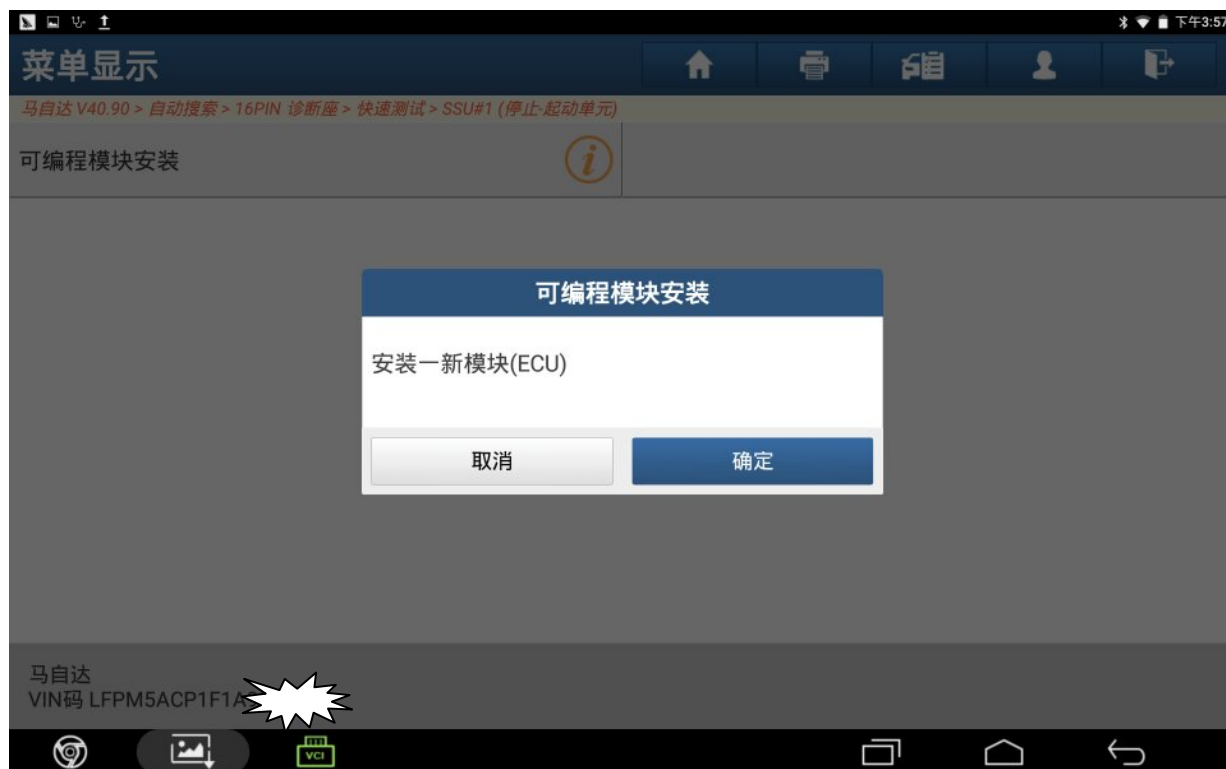 下午3:57
菜单显示
马自达 V40.90 > 自动搜索 > 16PIN 诊断座 > 快速测试 > SSU#1 (停止-起动单元)
可编程模块安装
i
可编程模块安装
安装一新模块(ECU)
取消
确定
马自达
VIN码 LFPM5ACP1F1A
VCI